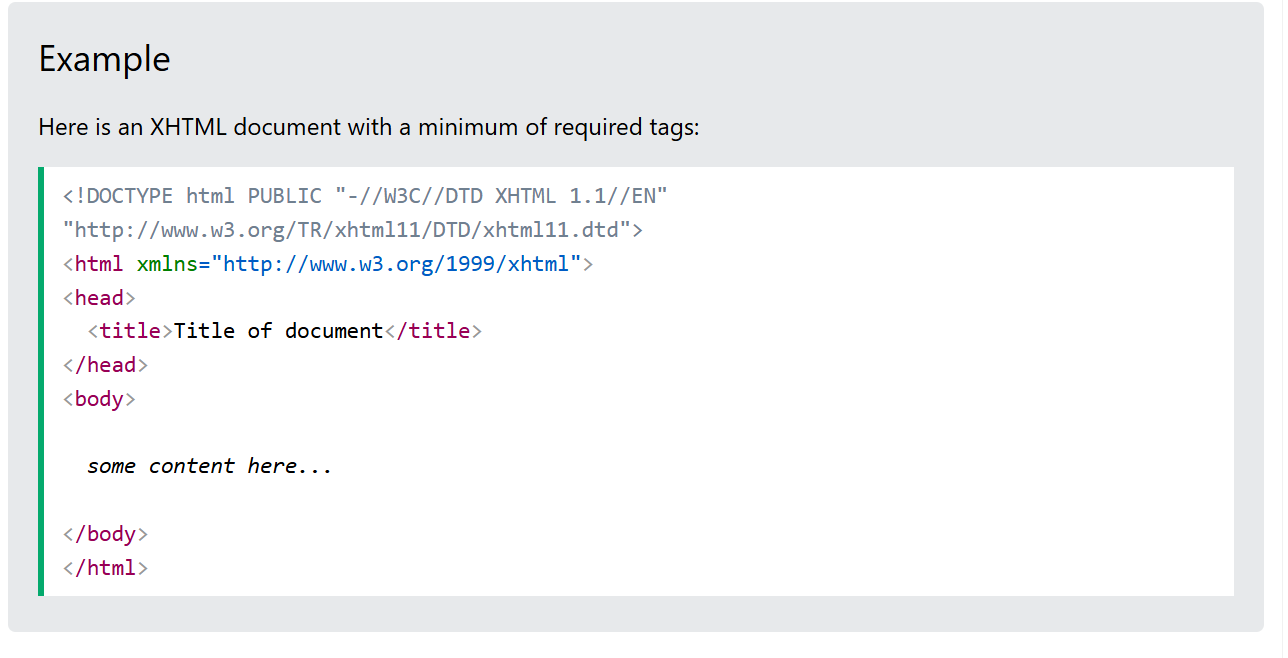 Example
Here is an XHTML document with a minimum of required tags:
<!DOCTYPE html PUBLIC "-//W3C//DTD XHTML 1.1//EN"
"http://www.w3.org/TR/xhtml11/DTD/xhtml11.dtd">
<html xmlns="http://www.w3.org/1999/xhtml">
<head>
  <title>Title of document</title>
</head>
<body>
  some content here...
</body>
</html>